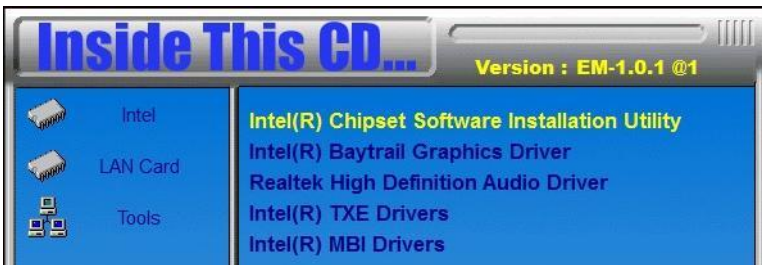 Inside This CD...
Version : EM-1.0.1 @1
Intel
LAN Card
Tools
Intel(R) Chipset Software Installation Utility
Intel(R) Baytrail Graphics Driver
Realtek High Definition Audio Driver
Intel(R) TXE Drivers
Intel(R) MBI Drivers